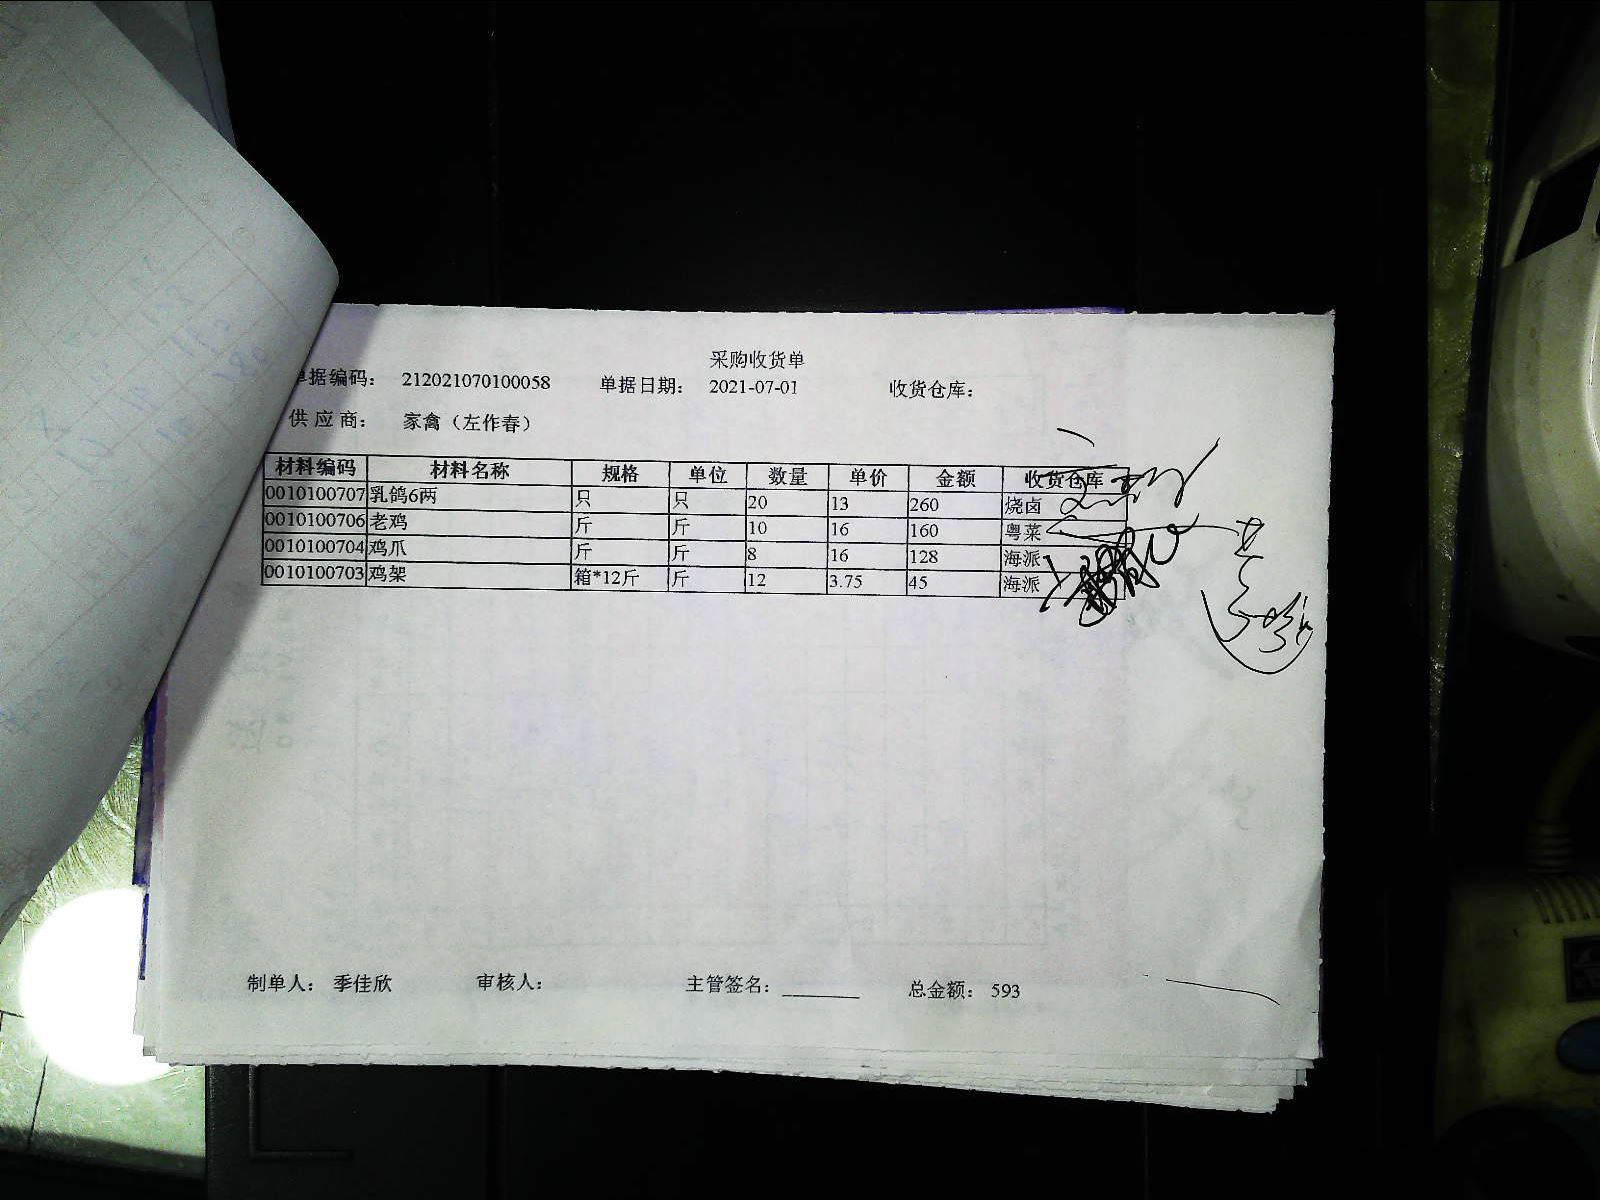 采购收货单
单据编码： 212021070100058 单据日期： 2021-07-01 收货仓库：
供应商： 家禽（左作春）
材料编码 材料名称 规格 单位 数量 单价 金额 收货仓库
0010100707 乳鸽6两 只 只 20 13 260 烧卤
0010100706 老鸡 斤 斤 10 16 160 粤菜
0010100704 鸡爪 斤 斤 8 16 128 海派
0010100703 鸡架 箱*12斤 斤 12 3.75 45 海派
制单人： 季佳欣 审核人： 主管签名： 总金额： 593